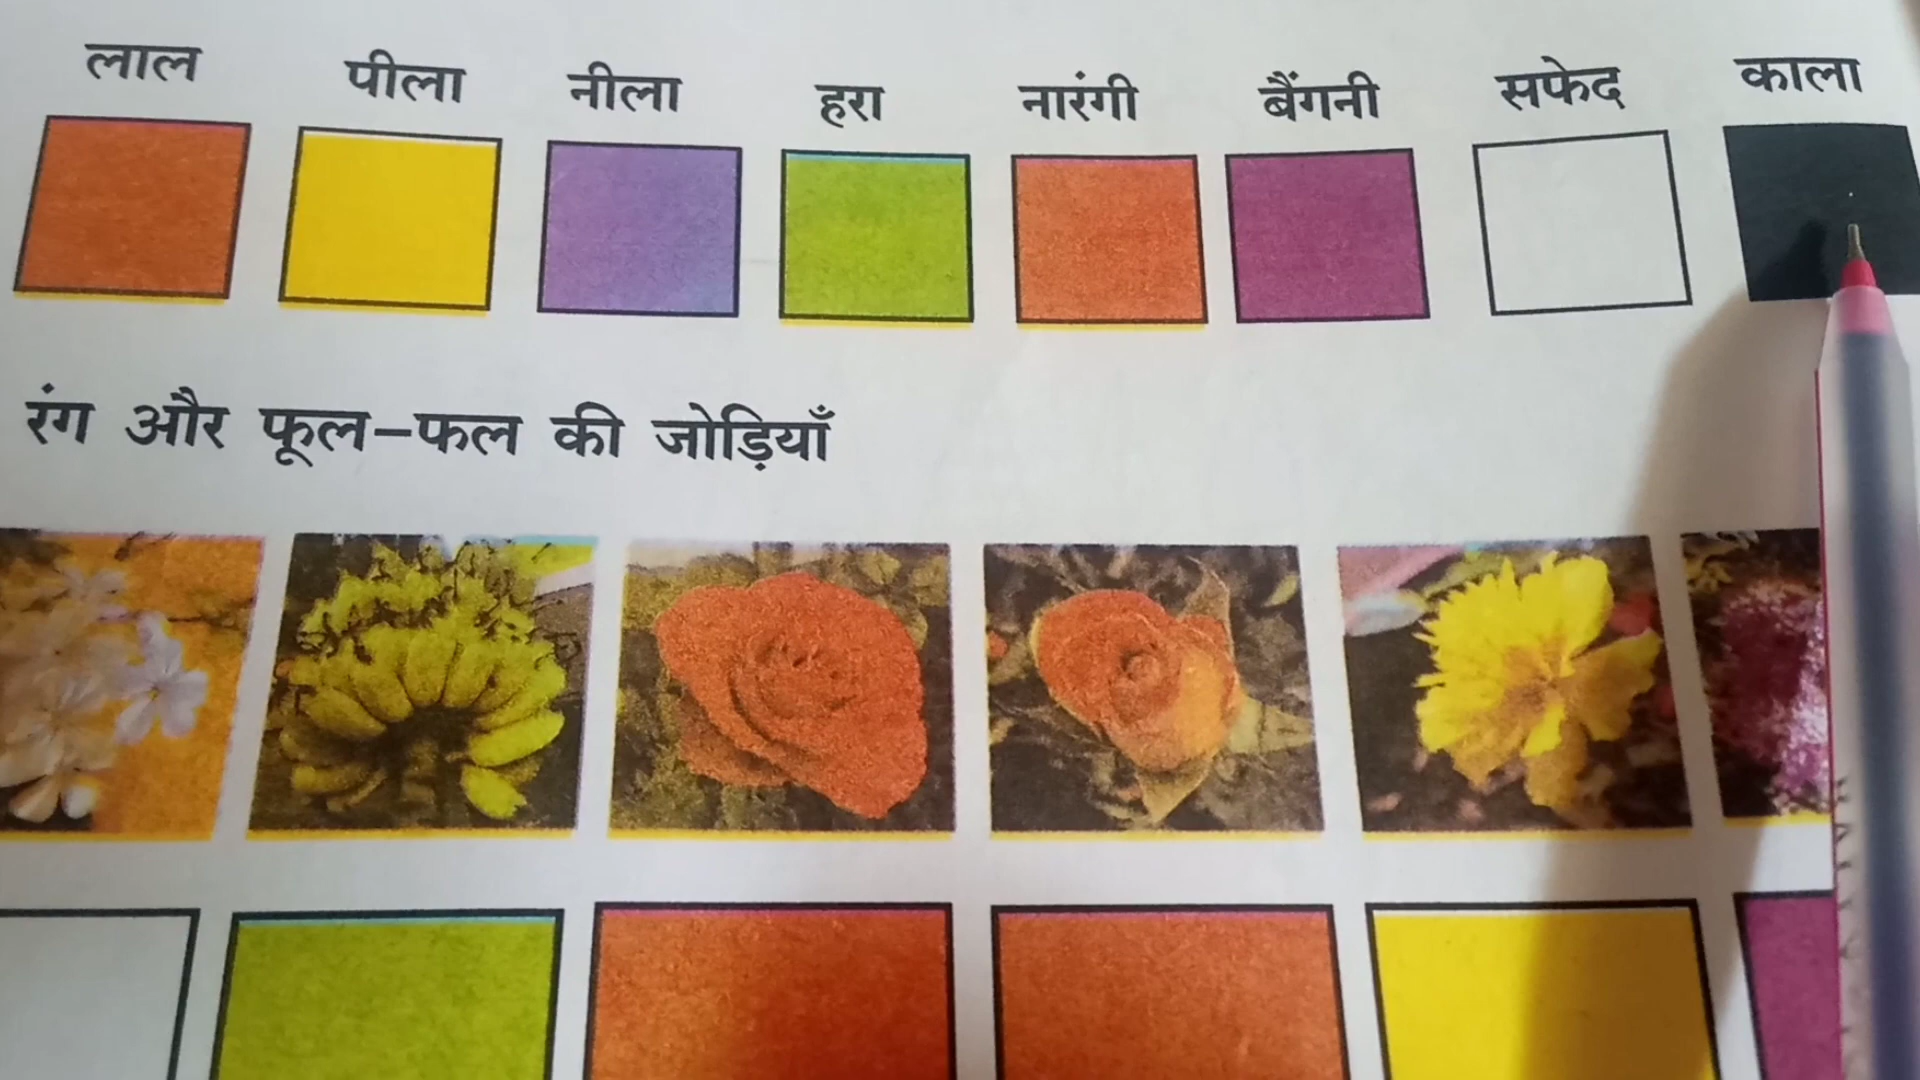 लाल पीला नीला हरा नारंगी बैंगनी सफेद काला
रंग और फूल-फल की जोड़ियाँ